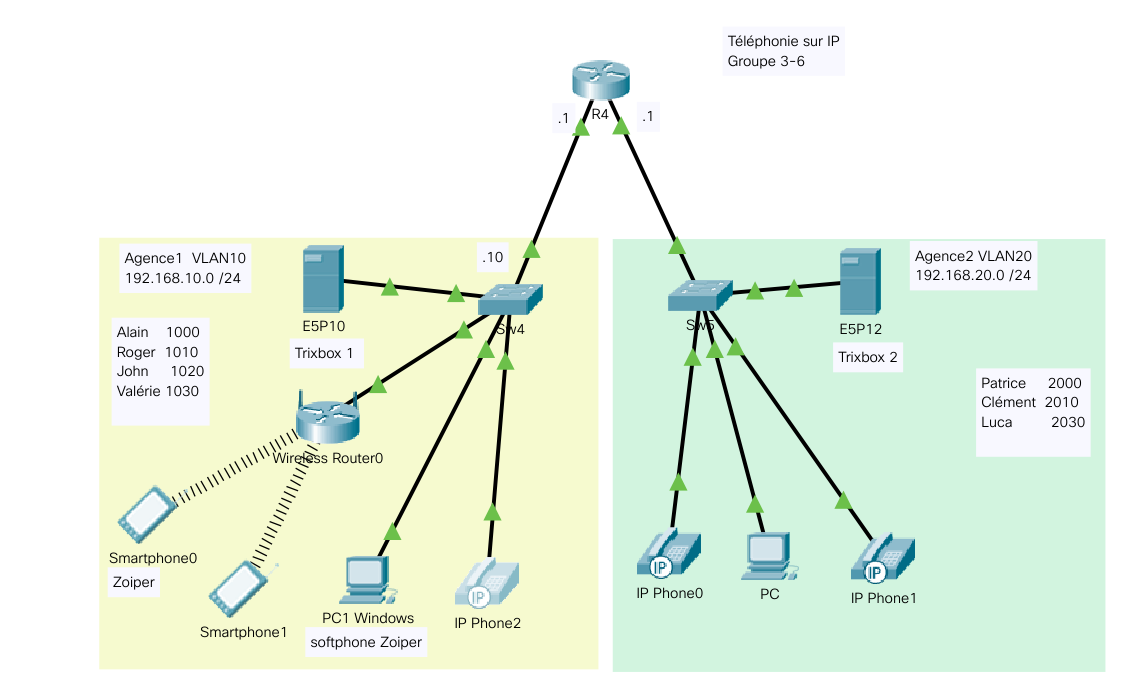 Téléphonie sur IP
Groupe 3-6
R4
.1
.1
Agence1 VLAN10
192.168.10.0 /24
.10
Agence2 VLAN20
192.168.20.0 /24
E5P10
Sw4
Sw5
E5P12
Trixbox 1
Trixbox 2
Alain 1000
Roger 1010
John 1020
Valérie 1030
Patrice 2000
Clément 2010
Luca 2030
Wireless Router0
Smartphone0
Zoiper
Smartphone1
PC1 Windows
softphone Zoiper
IP
IP Phone2
IP
IP Phone0
PC
IP
IP Phone1